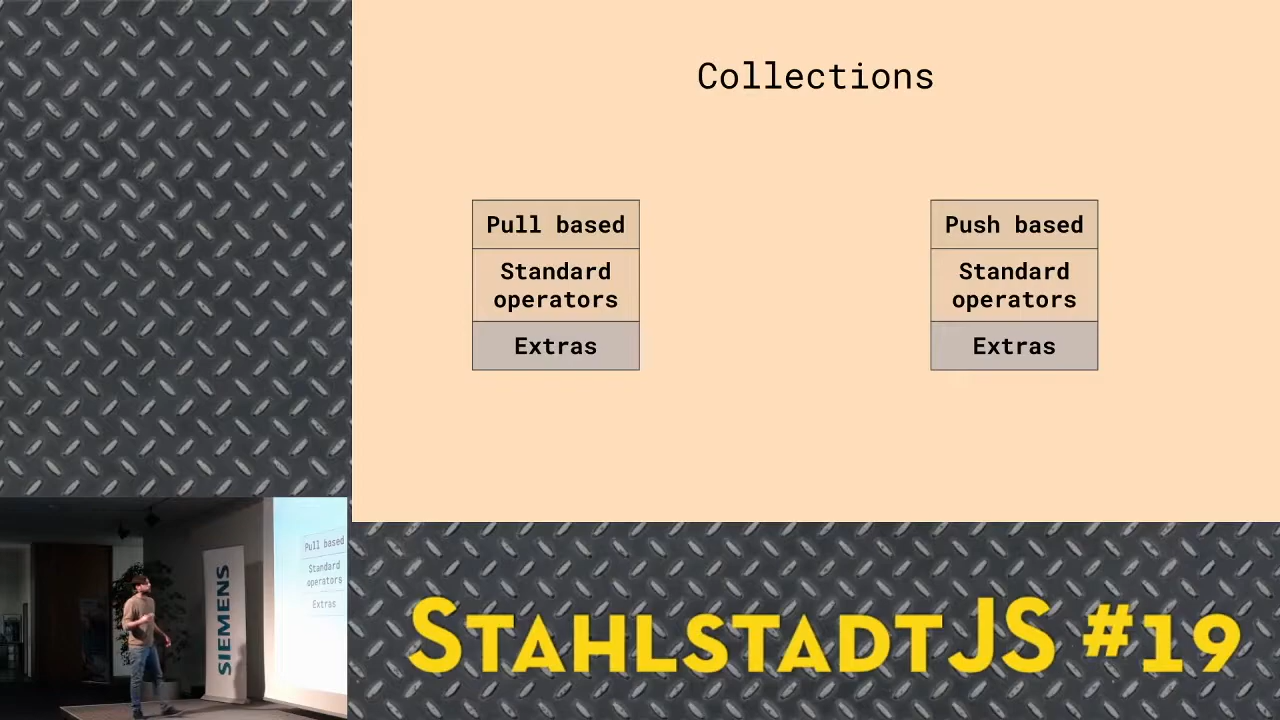 Collections
Pull based
Standard
operators
Extras
Push based
Standard
operators
Extras
Pull based
Standard
operators
Extras
SIEMENS
STAHLSTADTJS #19